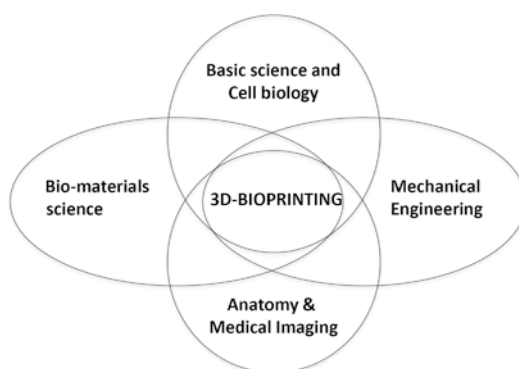 Basic science and
Cell biology
Bio-materials
science
3D-BIOPRINTING
Mechanical
Engineering
Anatomy &
Medical Imaging